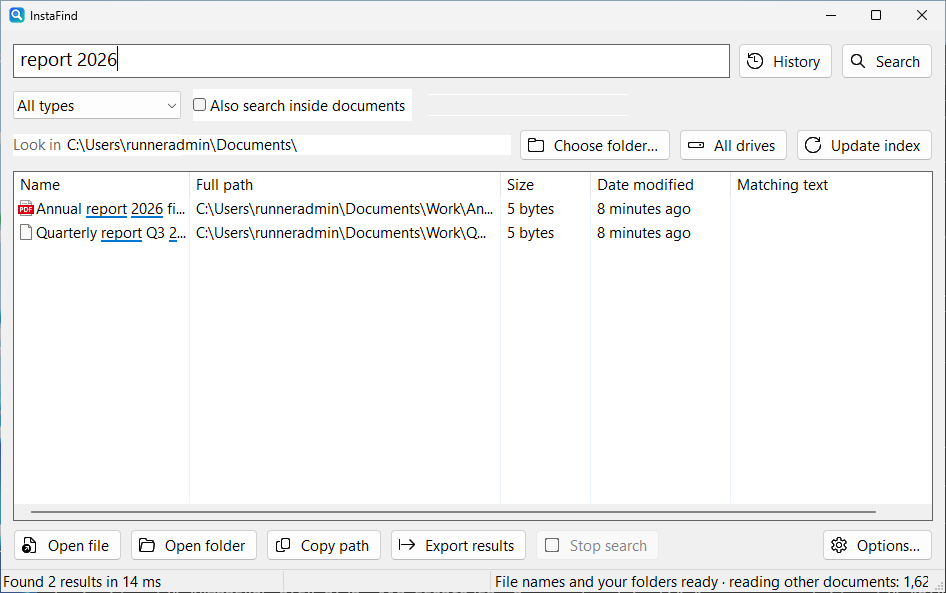 InstaFind
report 2026
History
Search
All types
Also search inside documents
Look in C:\Users\runneradmin\Documents\
Choose folder...
All drives
Update index
Name Full path Size Date modified Matching text
PDF Annual report 2026 fi... C:\Users\runneradmin\Documents\Work\An... 5 bytes 8 minutes ago
Quarterly report Q3 2... C:\Users\runneradmin\Documents\Work\Q... 5 bytes 8 minutes ago
Open file
Open folder
Copy path
Export results
Stop search
Options...
Found 2 results in 14 ms
File names and your folders ready · reading other documents: 1,62